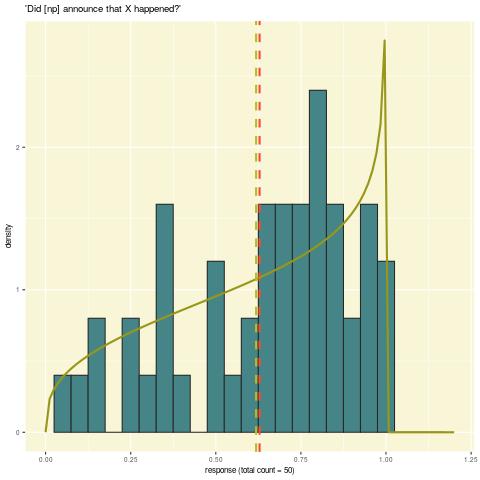 'Did [np] announce that X happened?'
density
2
1
0
0.00 0.25 0.50 0.75 1.00 1.25
response (total count = 50)